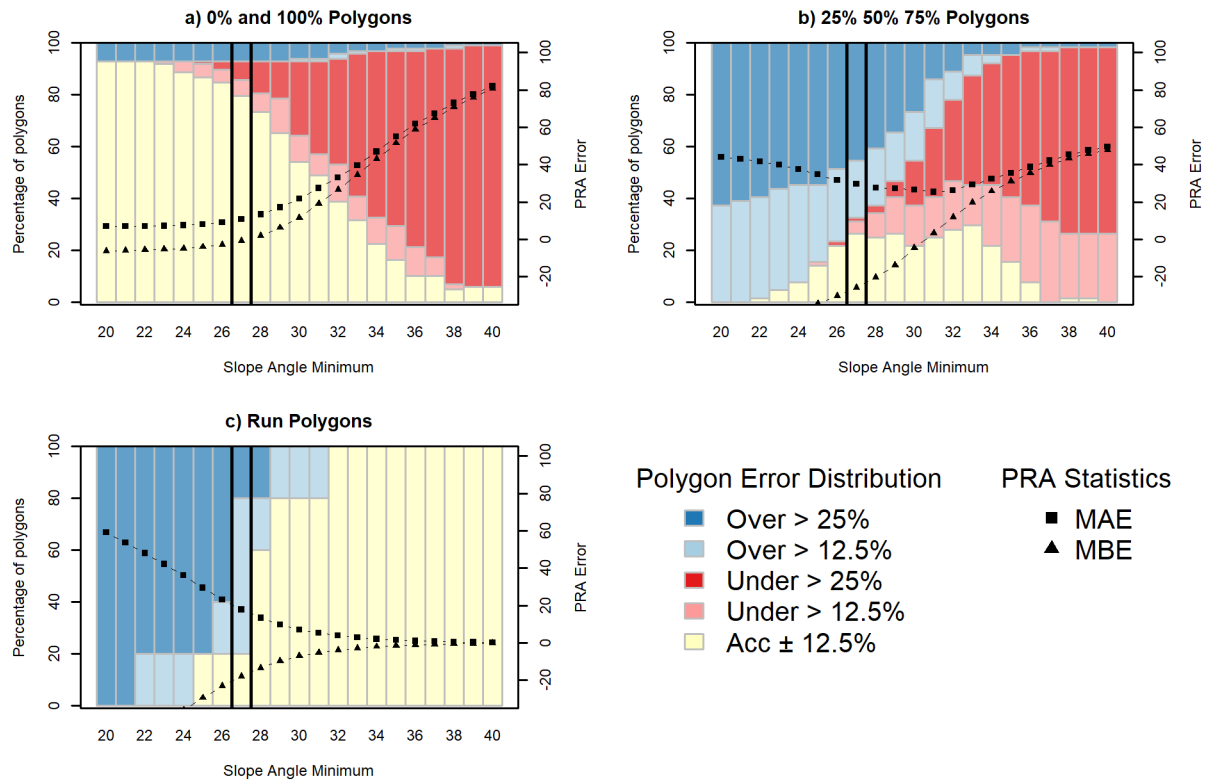 a) 0% and 100% Polygons
Percentage of polygons
0 20 40 60 80 100
-20 0 20 40 60 80 100
PRA Error
20 22 24 26 28 30 32 34 36 38 40
Slope Angle Minimum
b) 25% 50% 75% Polygons
Percentage of polygons
0 20 40 60 80 100
-20 0 20 40 60 80 100
PRA Error
20 22 24 26 28 30 32 34 36 38 40
Slope Angle Minimum
c) Run Polygons
Percentage of polygons
0 20 40 60 80 100
-20 0 20 40 60 80 100
PRA Error
20 22 24 26 28 30 32 34 36 38 40
Slope Angle Minimum
Polygon Error Distribution
Over > 25%
Over > 12.5%
Under > 25%
Under > 12.5%
Acc ± 12.5%
PRA Statistics
MAE
MBE